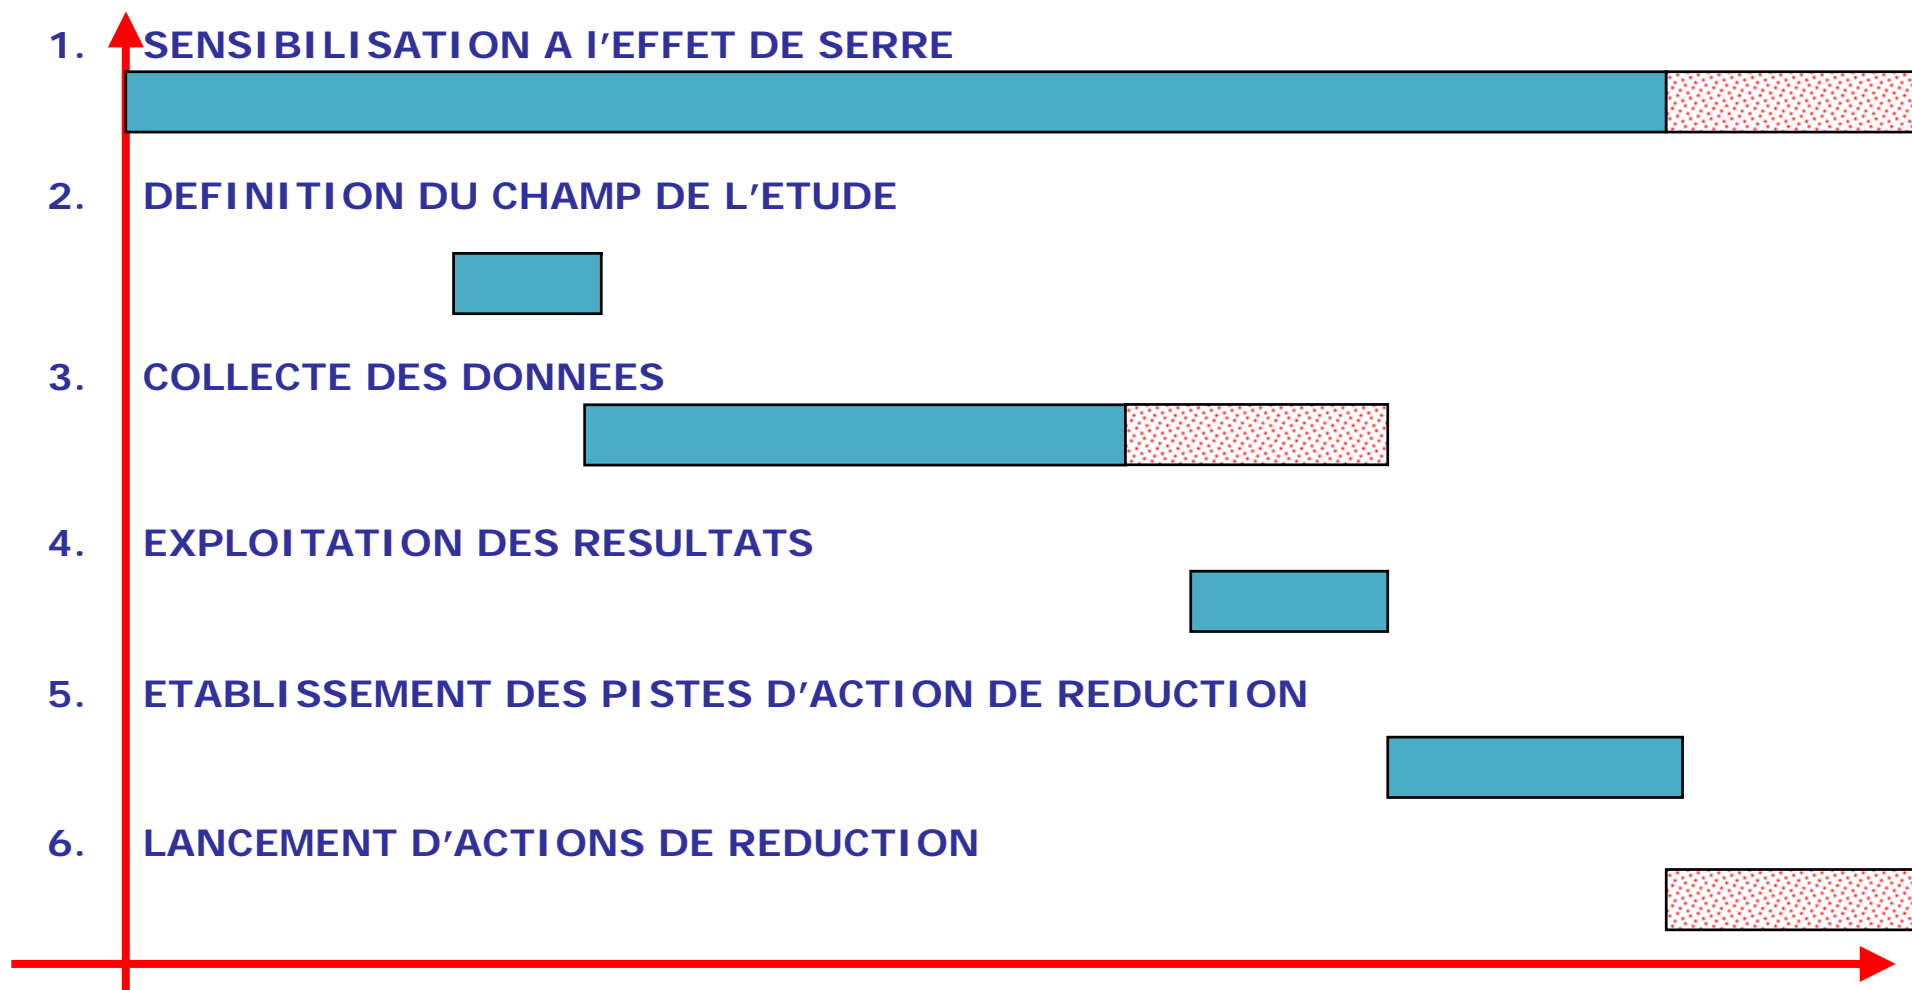 1. SENSIBILISATION A l'EFFET DE SERRE
2. DEFINITION DU CHAMP DE L'ETUDE
3. COLLECTE DES DONNEES
4. EXPLOITATION DES RESULTATS
5. ETABLISSEMENT DES PISTES D'ACTION DE REDUCTION
6. LANCEMENT D'ACTIONS DE REDUCTION